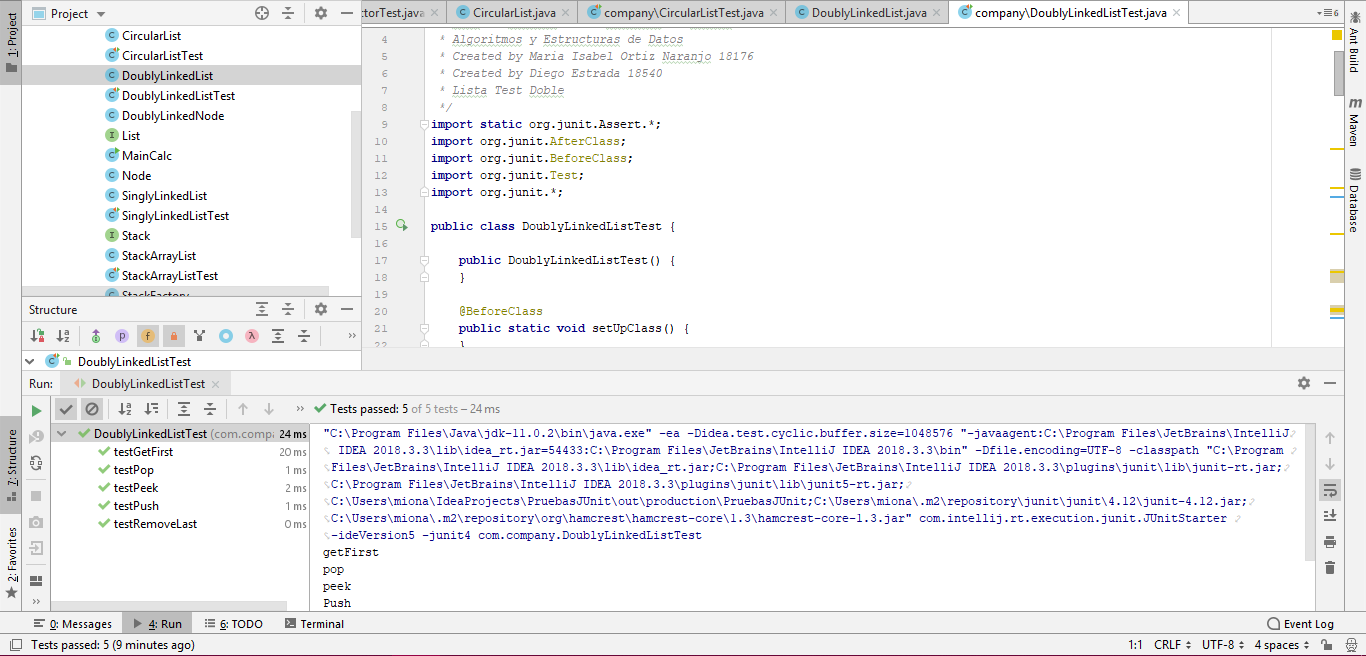 1: Project
Project
ctorTest.java
CircularList.java
company\CircularListTest.java
DoublyLinkedList.java
company\DoublyLinkedListTest.java
6
CircularList
CircularListTest
DoublyLinkedList
DoublyLinkedListTest
DoublyLinkedNode
List
MainCalc
Node
SinglyLinkedList
SinglyLinkedListTest
Stack
StackArrayList
StackArrayListTest
StackFactory
4 * Algoritmos y Estructuras de Datos
5 * Created by Maria Isabel Ortiz Naranjo 18176
6 * Created by Diego Estrada 18540
7 * Lista Test Doble
8 */
9 import static org.junit.Assert.*;
10 import org.junit.AfterClass;
11 import org.junit.BeforeClass;
12 import org.junit.Test;
13 import org.junit.*;
14
15 public class DoublyLinkedListTest {
16
17 public DoublyLinkedListTest() {
18 }
19
20 @BeforeClass
21 public static void setUpClass() {
22 }
Ant Build
Maven
Database
Structure
DoublyLinkedListTest
Run: DoublyLinkedListTest
Tests passed: 5 of 5 tests – 24 ms
DoublyLinkedListTest (com.compa 24 ms
testGetFirst 20 ms
testPop 1 ms
testPeek 2 ms
testPush 1 ms
testRemoveLast 0 ms
"C:\Program Files\Java\jdk-11.0.2\bin\java.exe" -ea -Didea.test.cyclic.buffer.size=1048576 "-javaagent:C:\Program Files\JetBrains\IntelliJ
IDEA 2018.3.3\lib\idea_rt.jar=54433:C:\Program Files\JetBrains\IntelliJ IDEA 2018.3.3\bin" -Dfile.encoding=UTF-8 -classpath "C:\Program
Files\JetBrains\IntelliJ IDEA 2018.3.3\lib\idea_rt.jar;C:\Program Files\JetBrains\IntelliJ IDEA 2018.3.3\plugins\junit\lib\junit-rt.jar;
C:\Program Files\JetBrains\IntelliJ IDEA 2018.3.3\plugins\junit\lib\junit5-rt.jar;
C:\Users\miona\IdeaProjects\PruebasJUnit\out\production\PruebasJUnit;C:\Users\miona\.m2\repository\junit\junit\4.12\junit-4.12.jar;
C:\Users\miona\.m2\repository\org\hamcrest\hamcrest-core\1.3\hamcrest-core-1.3.jar" com.intellij.rt.execution.junit.JUnitStarter
-ideVersion5 -junit4 com.company.DoublyLinkedListTest
getFirst
pop
peek
Push
7: Structure
2: Favorites
0: Messages
4: Run
6: TODO
Terminal
Event Log
Tests passed: 5 (9 minutes ago)
1:1 CRLF UTF-8 4 spaces